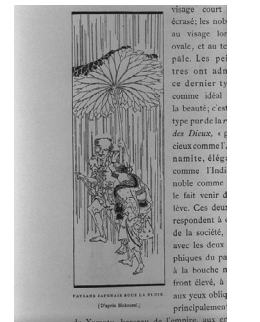 visage court
écrasé; les nob
au visage lon
ovale, et au te
pâle. Les pei
tres ont adm
ce dernier ty
comme idéal
la beauté; c'est
type pur de la r
des Dieux, « g
cieux comme l'A
namite, éléga
comme l'Indi
noble comme
le fait venir d
lève. Ces deux
respondent à d
de la société,
avec les deux
phiques du pa
à la bouche m
front élevé, à
aux yeux obliq
principalement
PAYSANS JAPONAIS SOUS LA PLUIE
(D'après Hokousaï.)